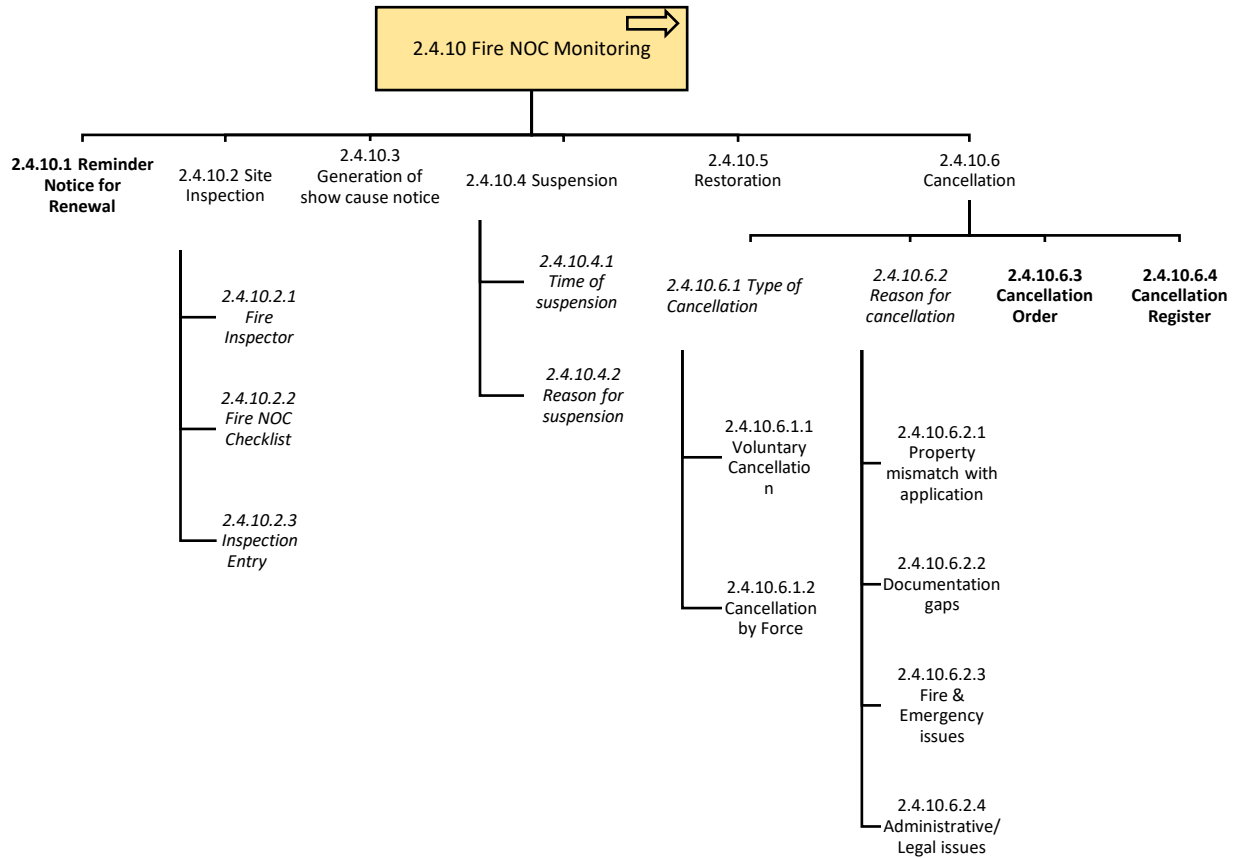 2.4.10 Fire NOC Monitoring
2.4.10.1 Reminder
Notice for
Renewal
2.4.10.2 Site
Inspection
2.4.10.3
Generation of
show cause notice
2.4.10.4 Suspension
2.4.10.5
Restoration
2.4.10.6
Cancellation
2.4.10.2.1
Fire
Inspector
2.4.10.2.2
Fire NOC
Checklist
2.4.10.2.3
Inspection
Entry
2.4.10.4.1
Time of
suspension
2.4.10.4.2
Reason for
suspension
2.4.10.6.1 Type of
Cancellation
2.4.10.6.2
Reason for
cancellation
2.4.10.6.3
Cancellation
Order
2.4.10.6.4
Cancellation
Register
2.4.10.6.1.1
Voluntary
Cancellatio
n
2.4.10.6.1.2
Cancellation
by Force
2.4.10.6.2.1
Property
mismatch with
application
2.4.10.6.2.2
Documentation
gaps
2.4.10.6.2.3
Fire &
Emergency
issues
2.4.10.6.2.4
Administrative/
Legal issues